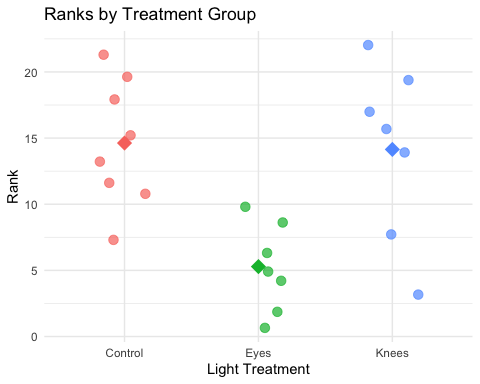 Ranks by Treatment Group
Rank
20
15
10
5
0
Control Eyes Knees
Light Treatment